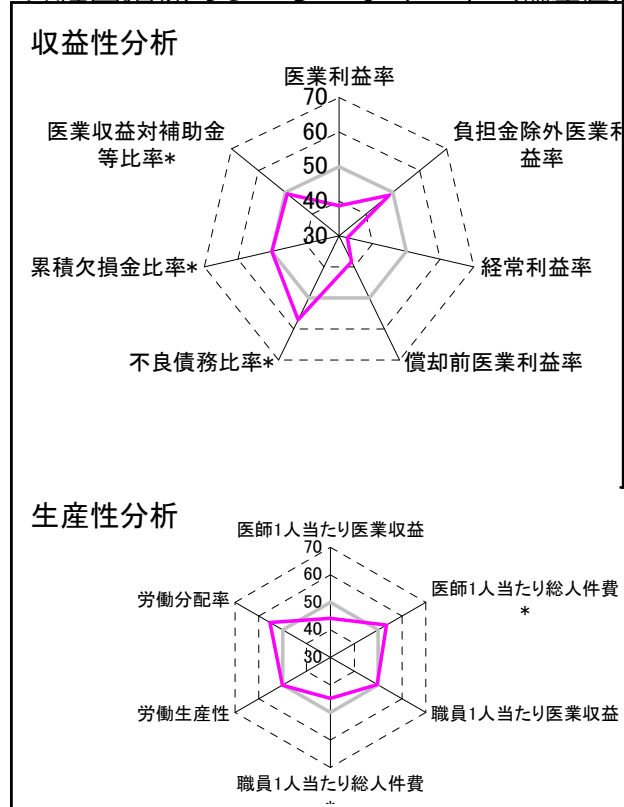 収益性分析
医業利益率
70
60
50
40
30
負担金除外医業利
益率
経常利益率
償却前医業利益率
不良債務比率*
累積欠損金比率*
医業収益対補助金
等比率*
生産性分析
医師1人当たり医業収益
70
60
50
40
30
医師1人当たり総人件費
*
職員1人当たり医業収益
職員1人当たり総人件費
*
労働生産性
労働分配率